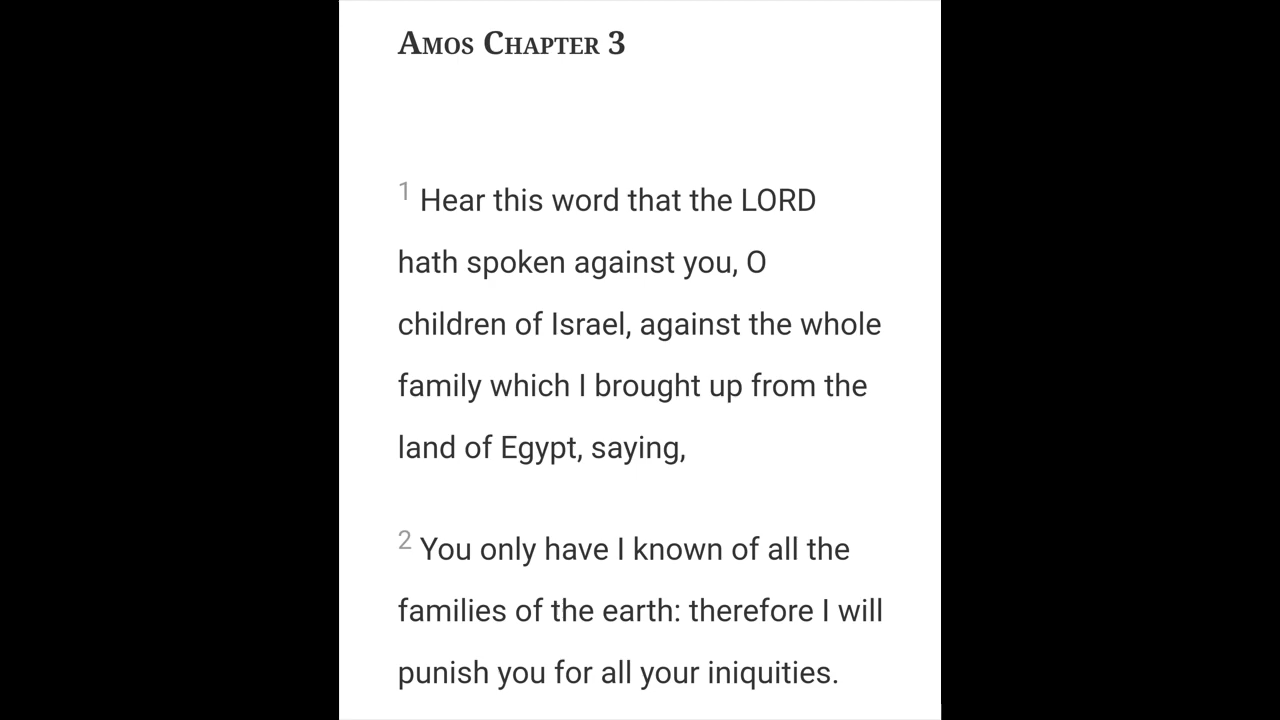 Amos Chapter 3
1 Hear this word that the LORD
hath spoken against you, O
children of Israel, against the whole
family which I brought up from the
land of Egypt, saying,
2 You only have I known of all the
families of the earth: therefore I will
punish you for all your iniquities.